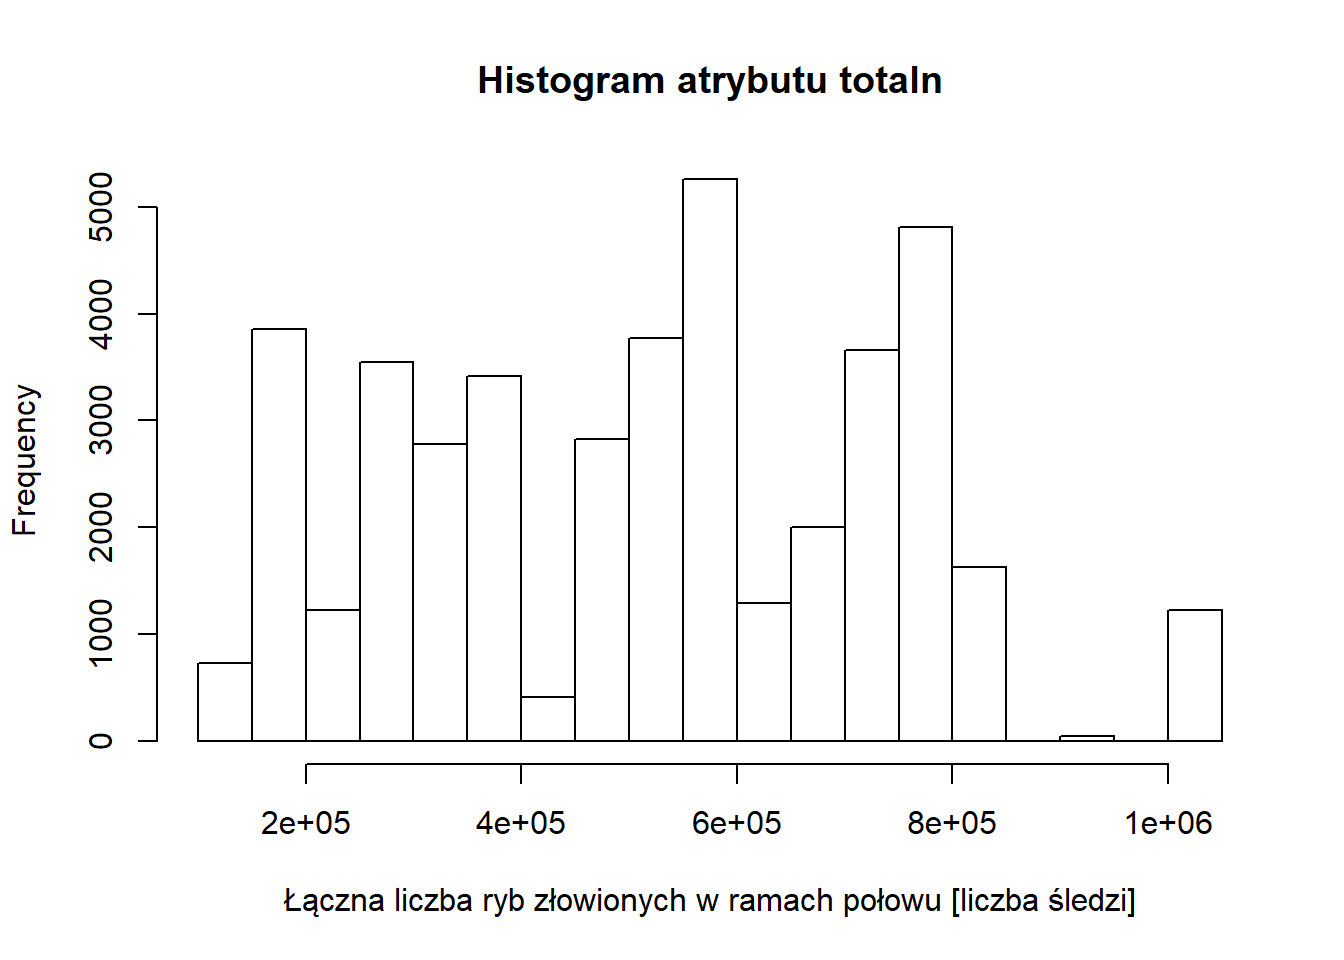 Histogram atrybutu totaln
Frequency
5000
4000
3000
2000
1000
0
2e+05 4e+05 6e+05 8e+05 1e+06
Łączna liczba ryb złowionych w ramach połowu [liczba śledzi]